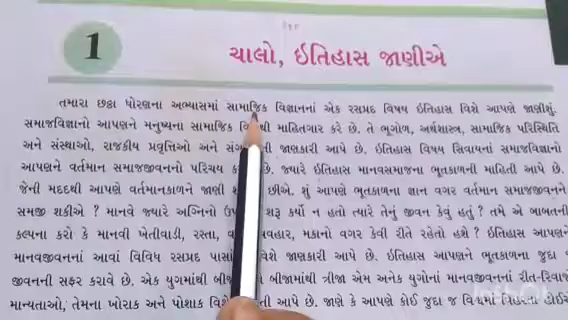 1
ચાલો, ઇતિહાસ જાણીએ
તમારા છઠ્ઠા ધોરણના અભ્યાસમાં સામાજિક વિજ્ઞાનનાં એક રસપ્રદ વિષય ઇતિહાસ વિશે આપણે જાણીશું.
સમાજવિજ્ઞાનો આપણને મનુષ્યના સામાજિક માહિતગાર કરે છે. તે ભૂગોળ, અર્થશાસ્ત્ર, સામાજિક પરિસ્થિતિ
અને સંસ્થાઓ, રાજકીય પ્રવૃત્તિઓ અને જાણકારી આપે છે. ઇતિહાસ વિષય સિવાયનાં સમાજવિજ્ઞાનો
આપણને વર્તમાન સમાજજીવનનો પરિચય છે. જ્યારે ઇતિહાસ માનવસમાજના ભૂતકાળની માહિતી આપે છે.
જેની મદદથી આપણે વર્તમાનકાળને જાણી છીએ. શું આપણે ભૂતકાળના જ્ઞાન વગર વર્તમાન સમાજજીવનને
સમજી શકીએ ? માનવે જ્યારે અગ્નિનો શરૂ કર્યો ન હતો ત્યારે તેનું જીવન કેવું હતું ? તમે એ બાબતની
કલ્પના કરો કે માનવી ખેતીવાડી, રસ્તા, વ્યવહાર, મકાનો વગર કેવી રીતે રહેતો હશે ? ઇતિહાસ આપણને
માનવજીવનનાં આવાં વિવિધ રસપ્રદ વિશે જાણકારી આપે છે. ઇતિહાસ આપણને ભૂતકાળના જુદા
જીવનની સફર કરાવે છે. એક યુગમાંથી બીજામાંથી ત્રીજા એમ અનેક યુગોનાં માનવજીવનનાં
માન્યતાઓ, તેમના ખોરાક અને પોશાક આપે છે. જાણે કે આપણે કોઈ જુદા જ વિશ્વમાં